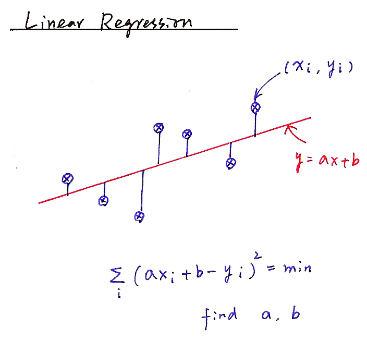 Linear Regression
(xi, yi)
y = ax+b
∑i (axi + b - yi)² = min
find a, b